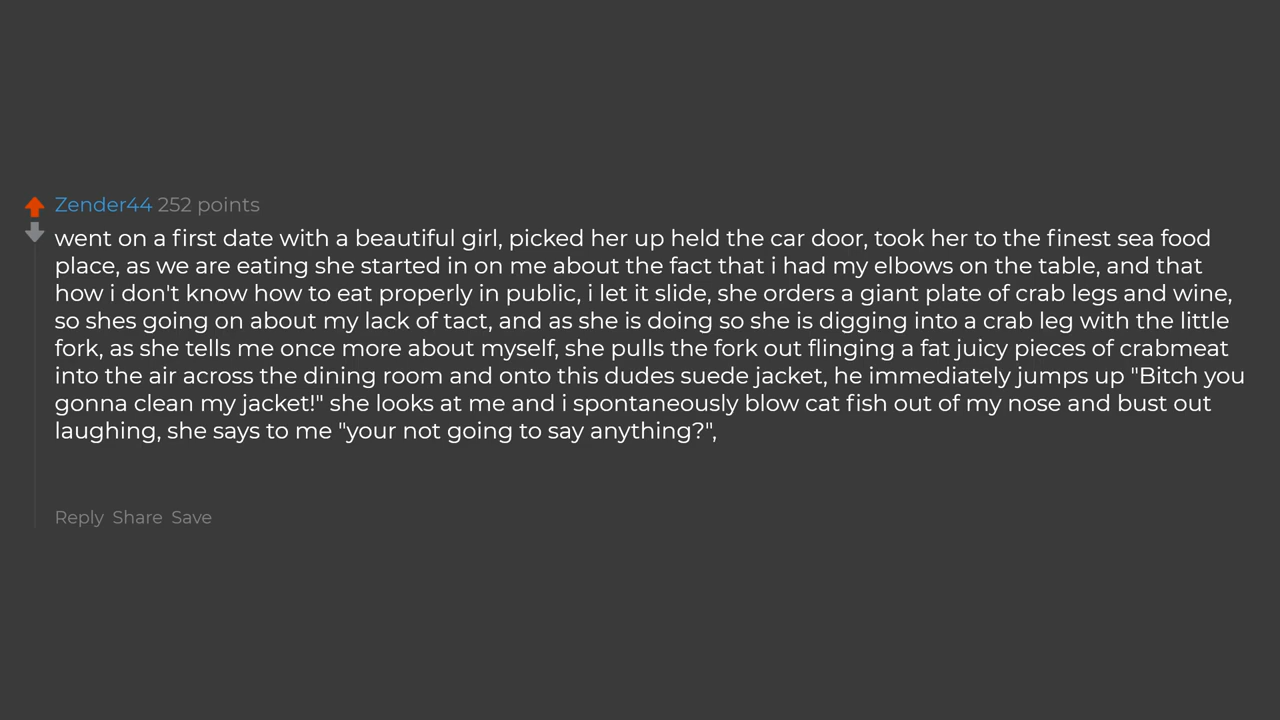 Zender44 252 points
went on a first date with a beautiful girl, picked her up held the car door, took her to the finest sea food
place, as we are eating she started in on me about the fact that i had my elbows on the table, and that
how i don't know how to eat properly in public, i let it slide, she orders a giant plate of crab legs and wine,
so shes going on about my lack of tact, and as she is doing so she is digging into a crab leg with the little
fork, as she tells me once more about myself, she pulls the fork out flinging a fat juicy pieces of crabmeat
into the air across the dining room and onto this dudes suede jacket, he immediately jumps up "Bitch you
gonna clean my jacket!" she looks at me and i spontaneously blow cat fish out of my nose and bust out
laughing, she says to me "your not going to say anything?",
Reply Share Save